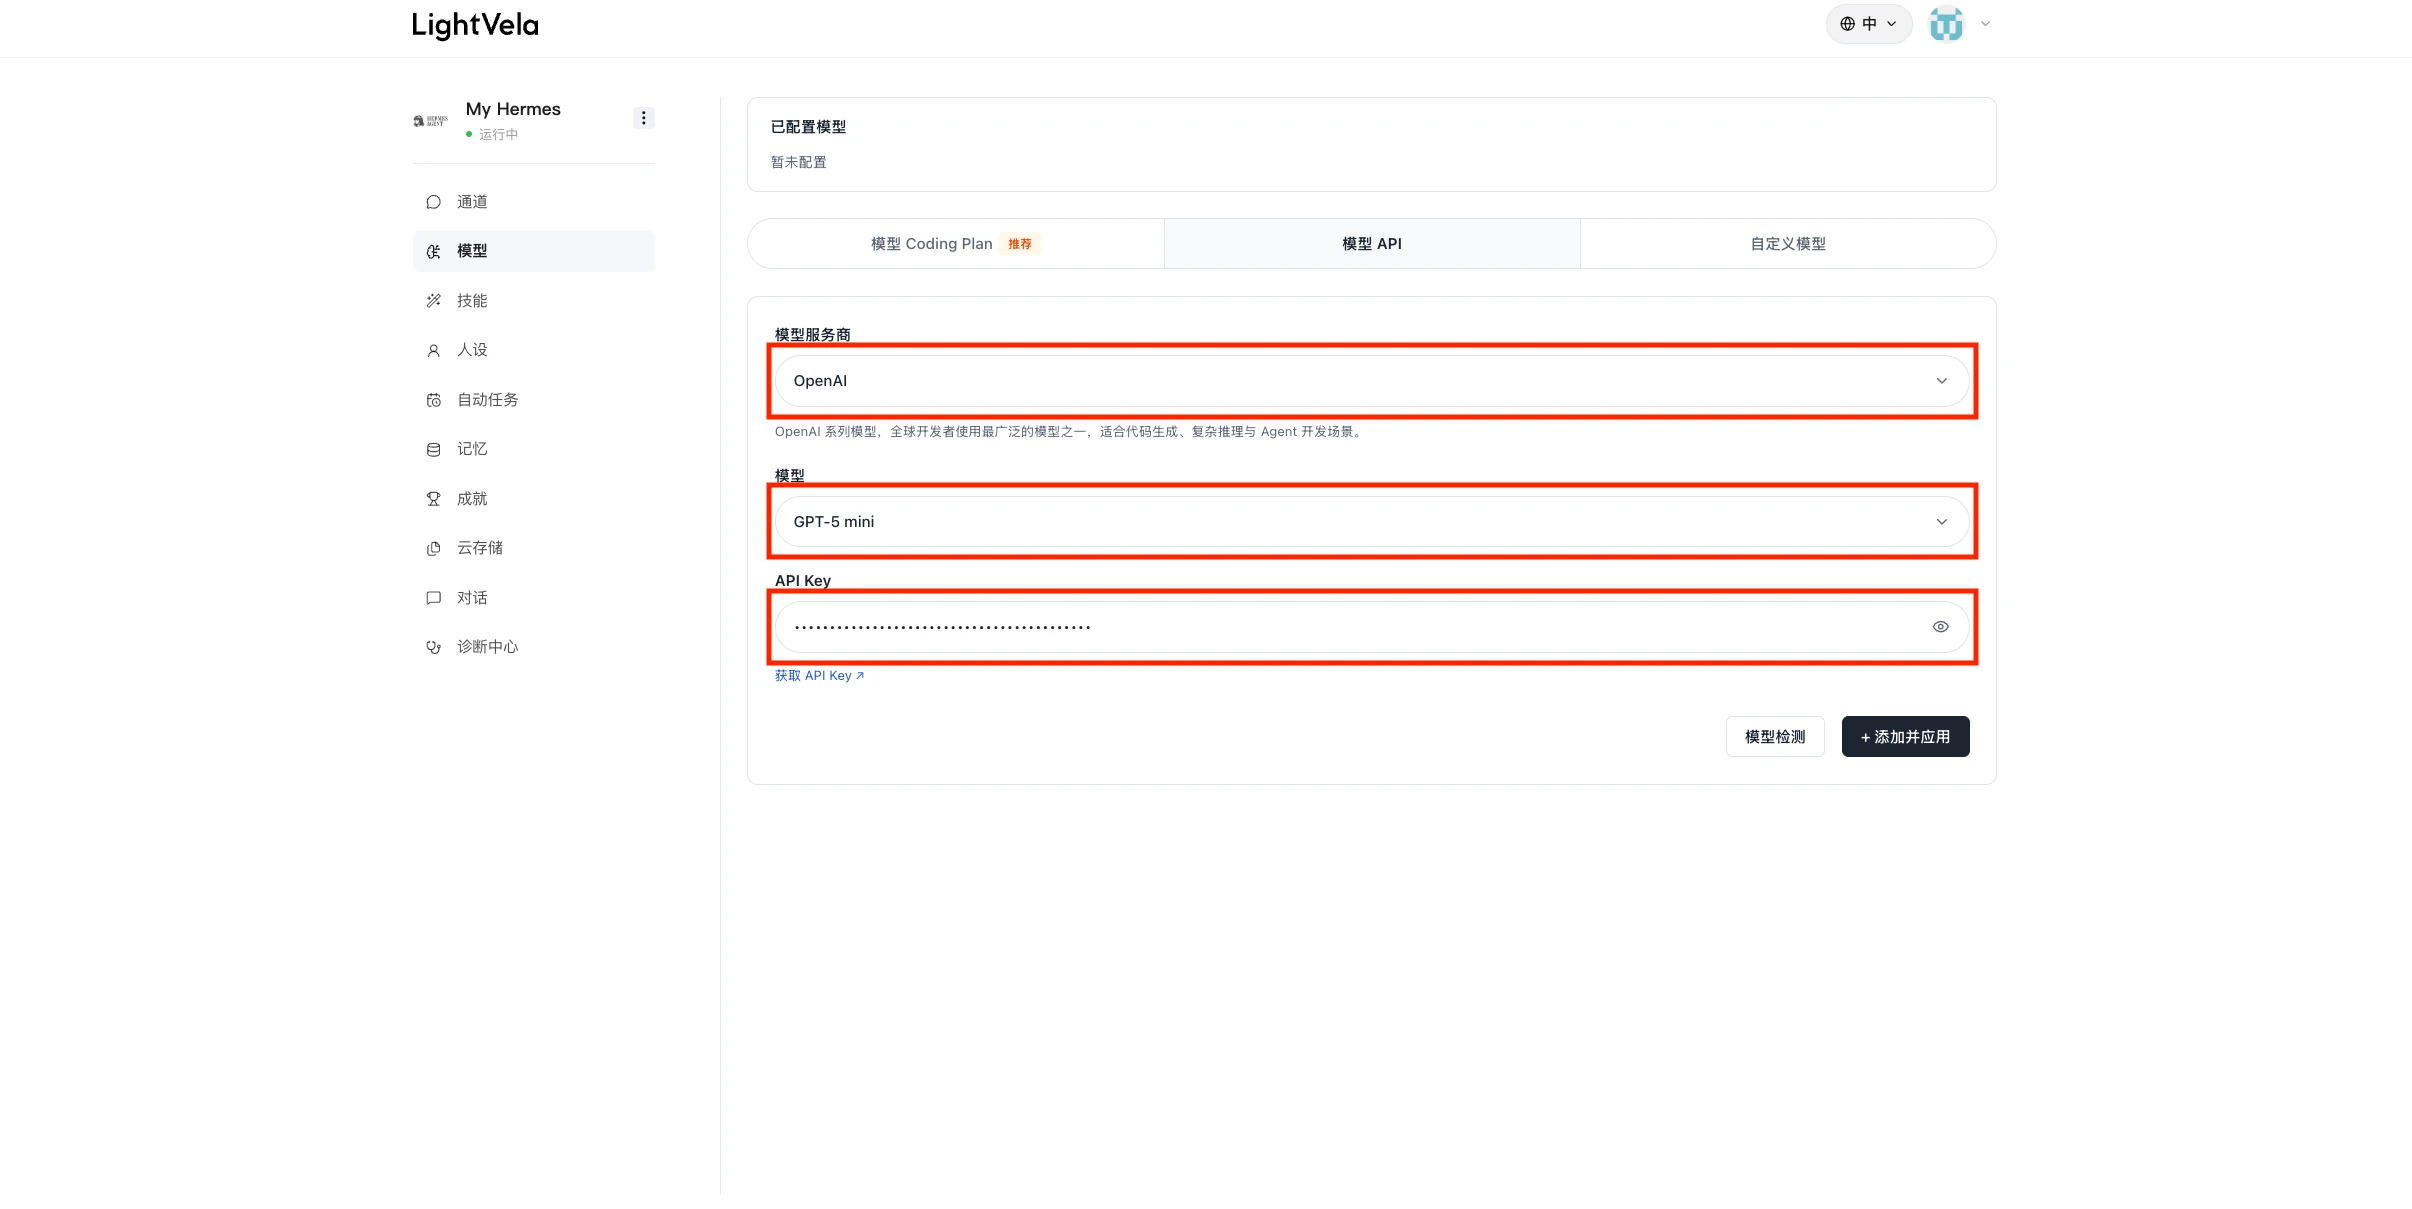 LightVela
中
My Hermes
运行中
HERMES
AGENT
通道
模型
技能
人设
自动任务
记忆
成就
云存储
对话
诊断中心
已配置模型
暂未配置
模型 Coding Plan 推荐
模型 API
自定义模型
模型服务商
OpenAI
OpenAI 系列模型，全球开发者使用最广泛的模型之一，适合代码生成、复杂推理与 Agent 开发场景。
模型
GPT-5 mini
API Key
获取 API Key ↗
模型检测
+ 添加并应用